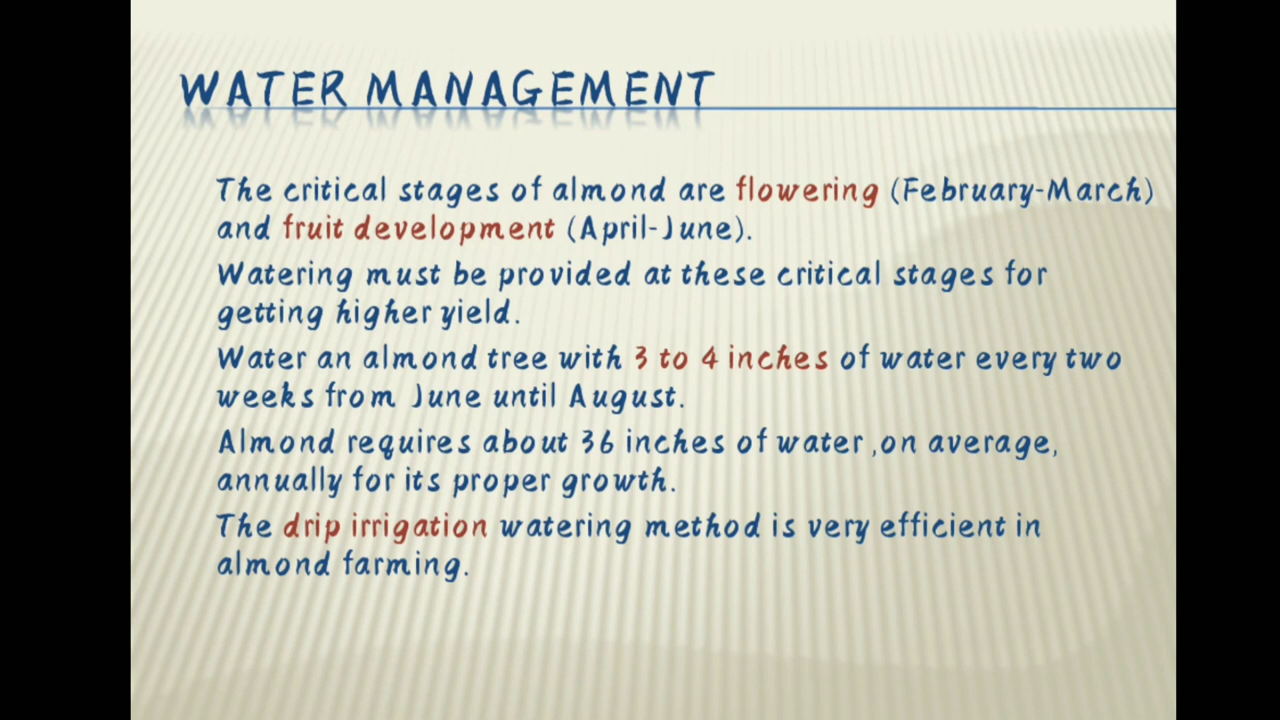 WATER MANAGEMENT
The critical stages of almond are flowering (February-March)
and fruit development (April-June).
Watering must be provided at these critical stages for
getting higher yield.
Water an almond tree with 3 to 4 inches of water every two
weeks from June until August.
Almond requires about 36 inches of water ,on average,
annually for its proper growth.
The drip irrigation watering method is very efficient in
almond farming.